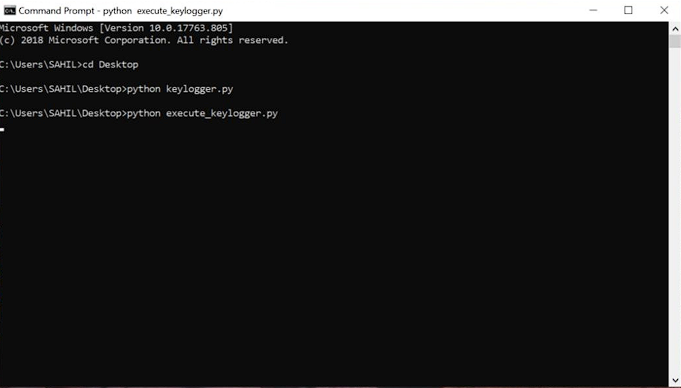 Command Prompt - python execute_keylogger.py
Microsoft Windows [Version 10.0.17763.805]
(c) 2018 Microsoft Corporation. All rights reserved.
C:\Users\SAHIL>cd Desktop
C:\Users\SAHIL\Desktop>python keylogger.py
C:\Users\SAHIL\Desktop>python execute_keylogger.py